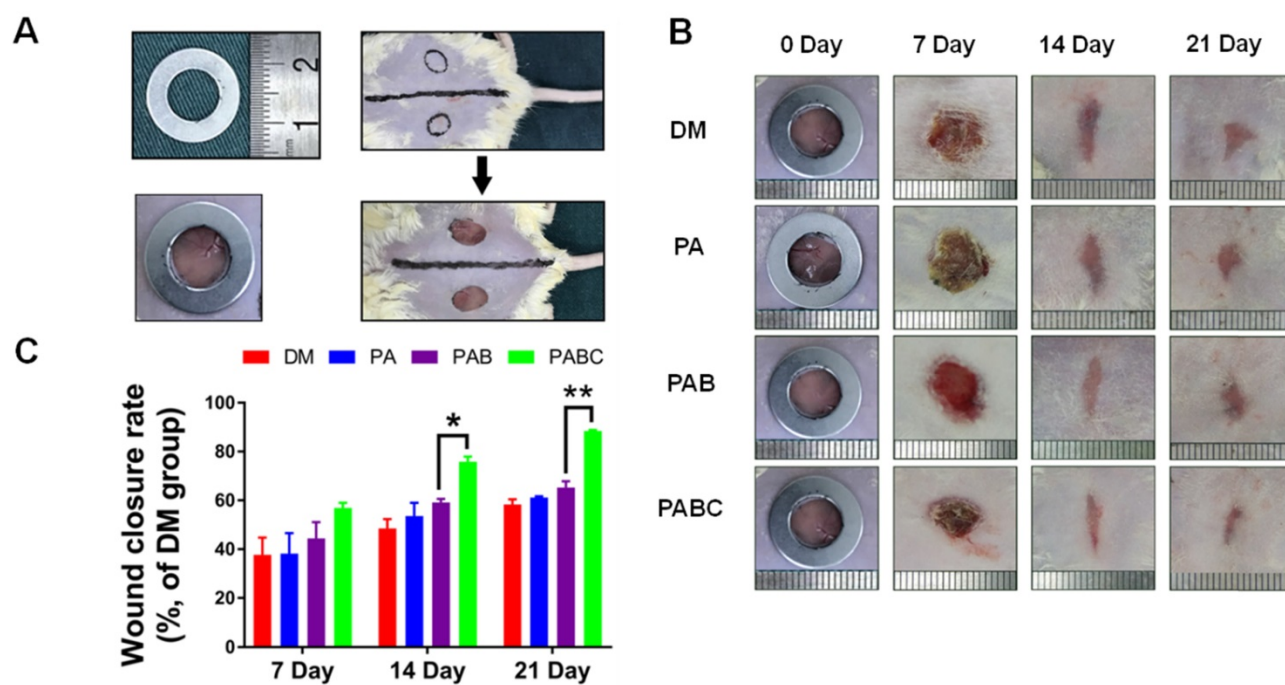 A
2
1
mm
B
0 Day 7 Day 14 Day 21 Day
DM
PA
PAB
PABC
C
DM PA PAB PABC
Wound closure rate
(%, of DM group)
100
80
60
40
20
0
*
**
7 Day 14 Day 21 Day